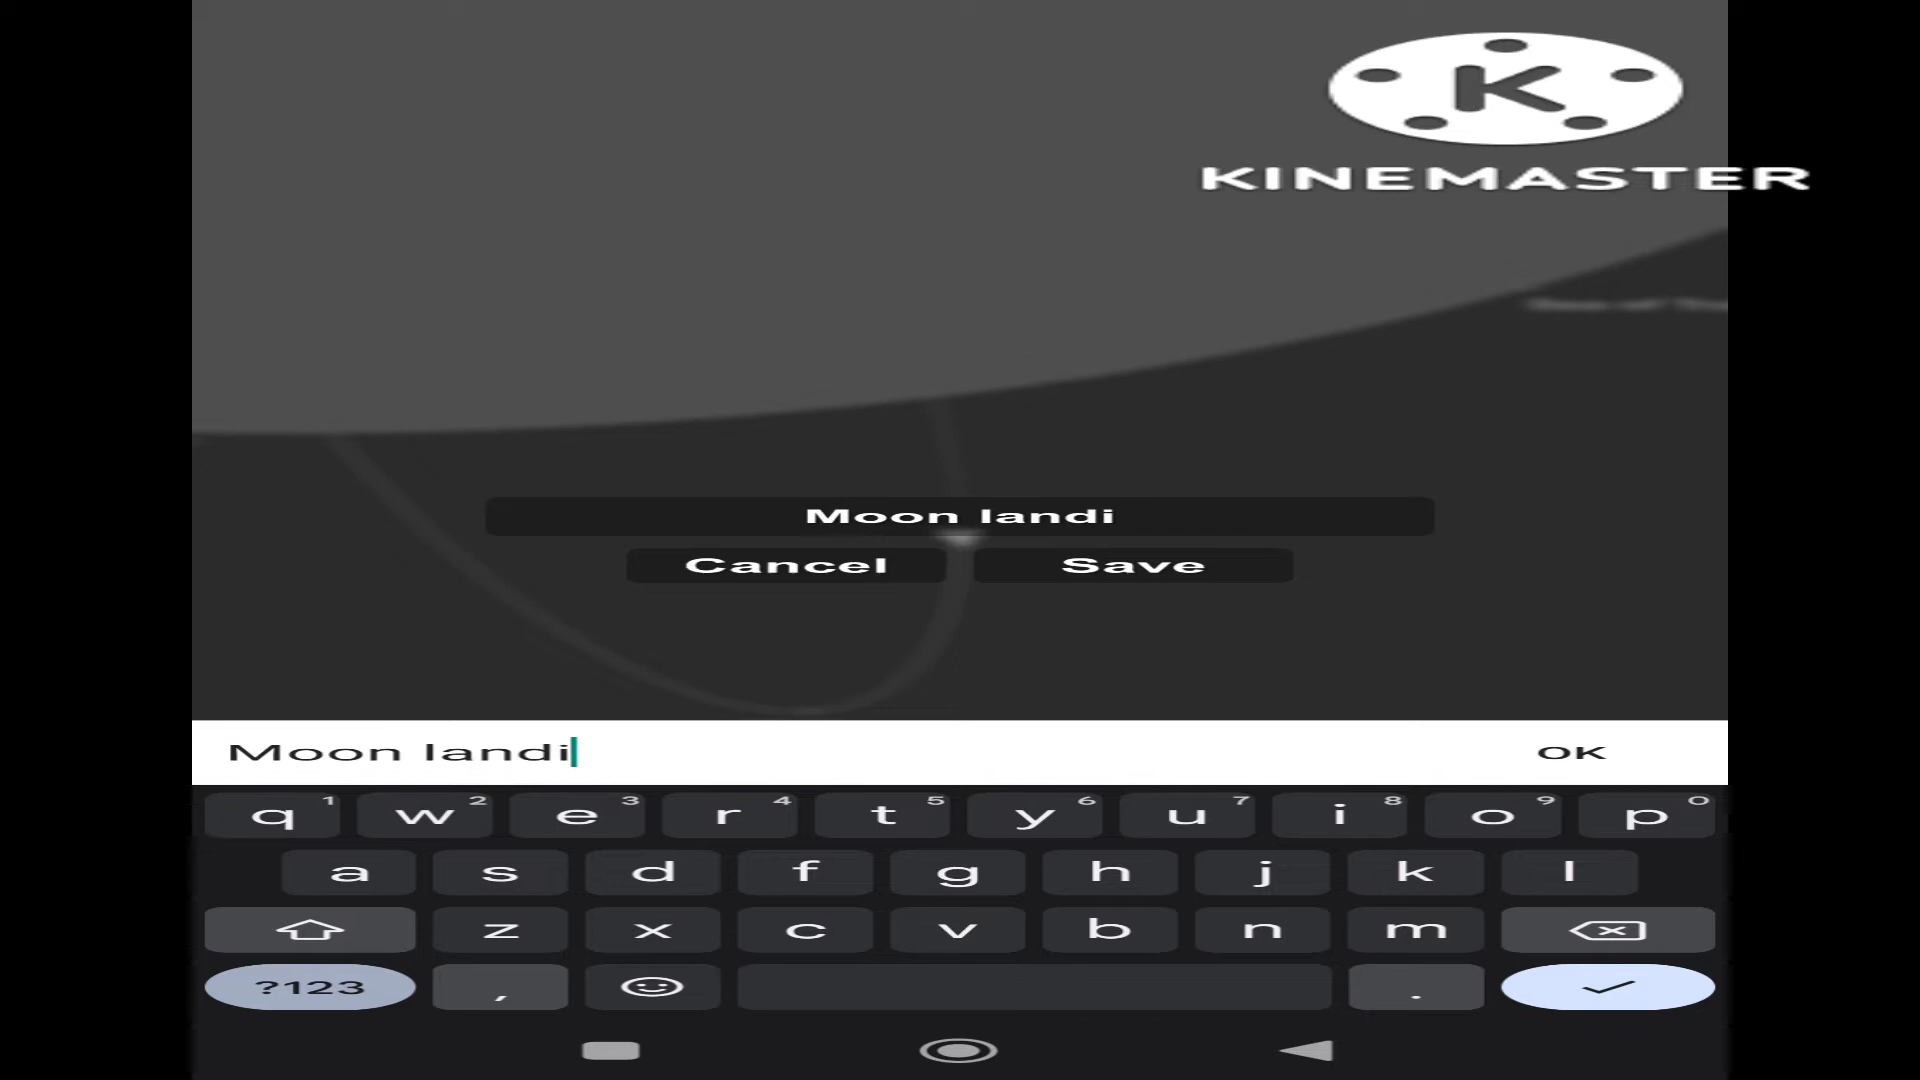 K
KINEMASTER
Moon landi
Cancel Save
Moon landi OK
q 1 w 2 e 3 r 4 t 5 y 6 u 7 i 8 o 9 p 0
a s d f g h j k l
z x c v b n m
?123 , .